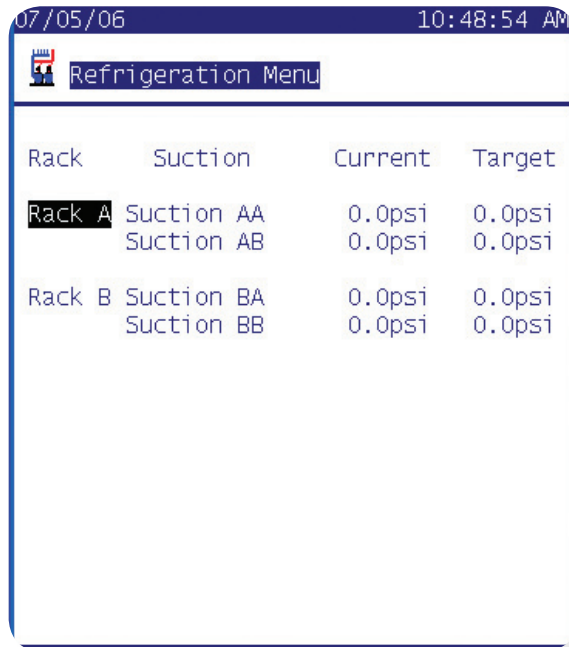 07/05/06 10:48:54 AM
Refrigeration Menu
Rack Suction Current Target
Rack A Suction AA 0.0psi 0.0psi
Suction AB 0.0psi 0.0psi
Rack B Suction BA 0.0psi 0.0psi
Suction BB 0.0psi 0.0psi